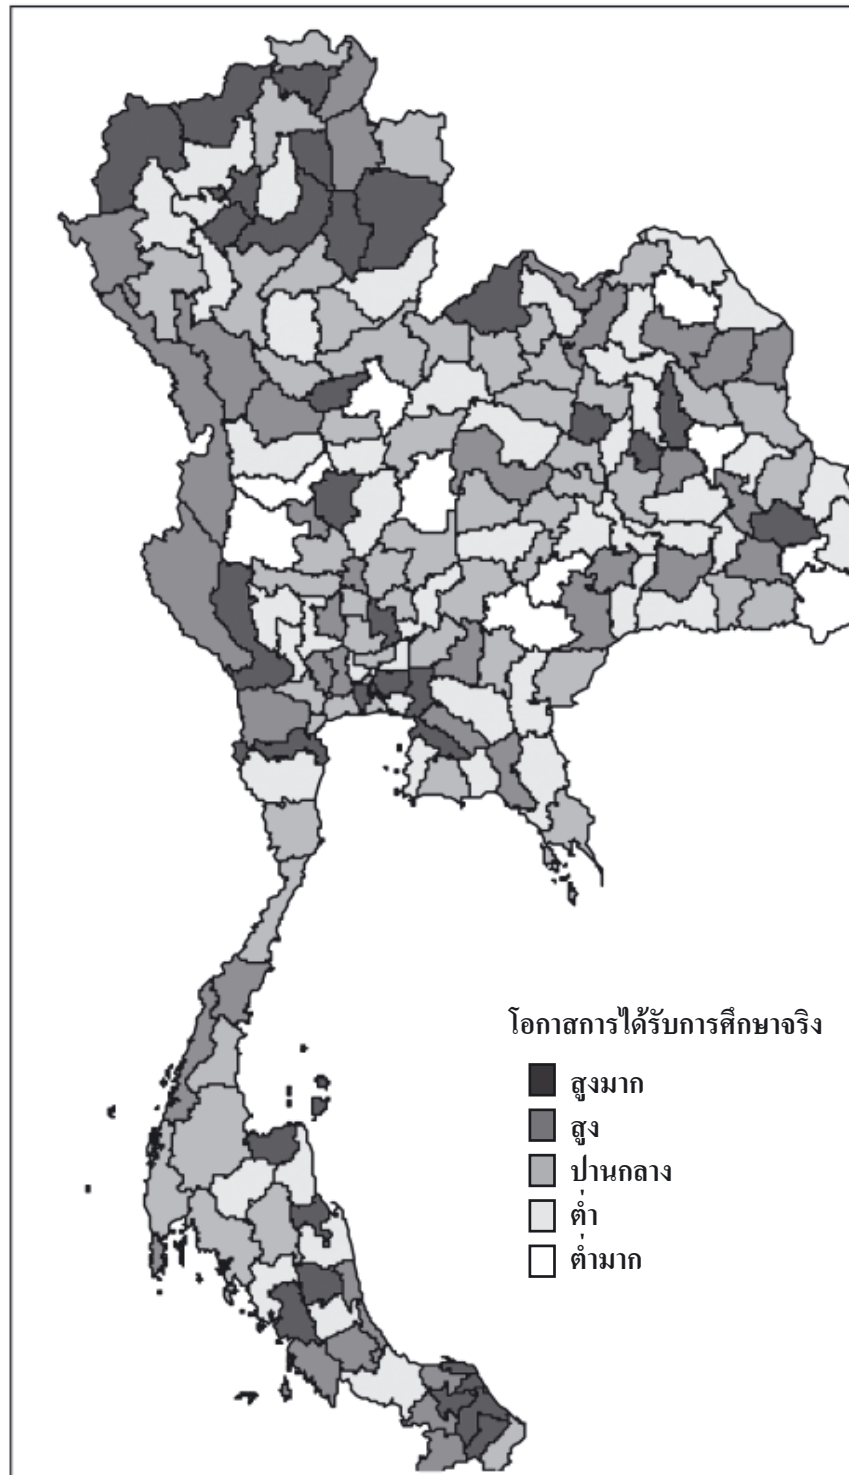 โอกาสการได้รับการศึกษาจริง
สูงมาก
สูง
ปานกลาง
ต่ำ
ต่ำมาก